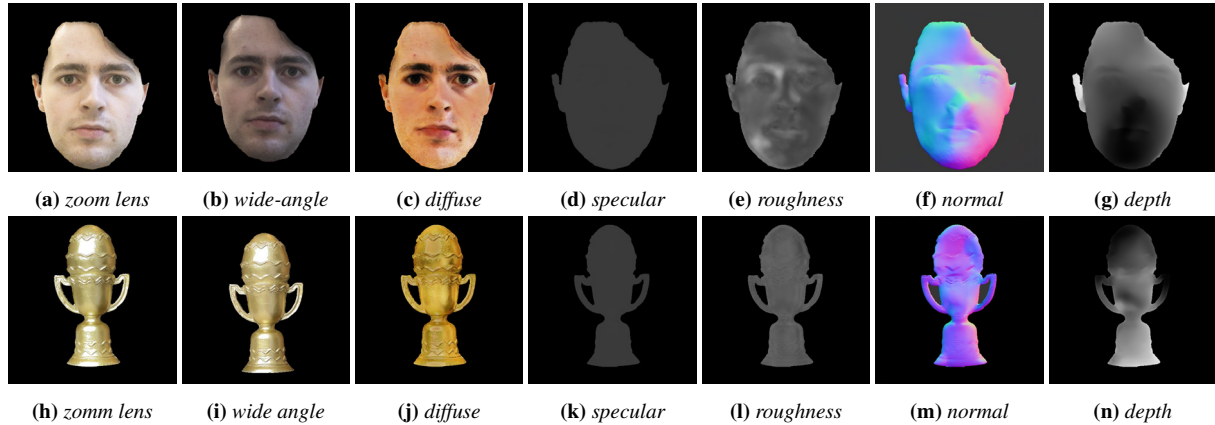 (a) zoom lens (b) wide-angle (c) diffuse (d) specular (e) roughness (f) normal (g) depth
(h) zomm lens (i) wide angle (j) diffuse (k) specular (l) roughness (m) normal (n) depth